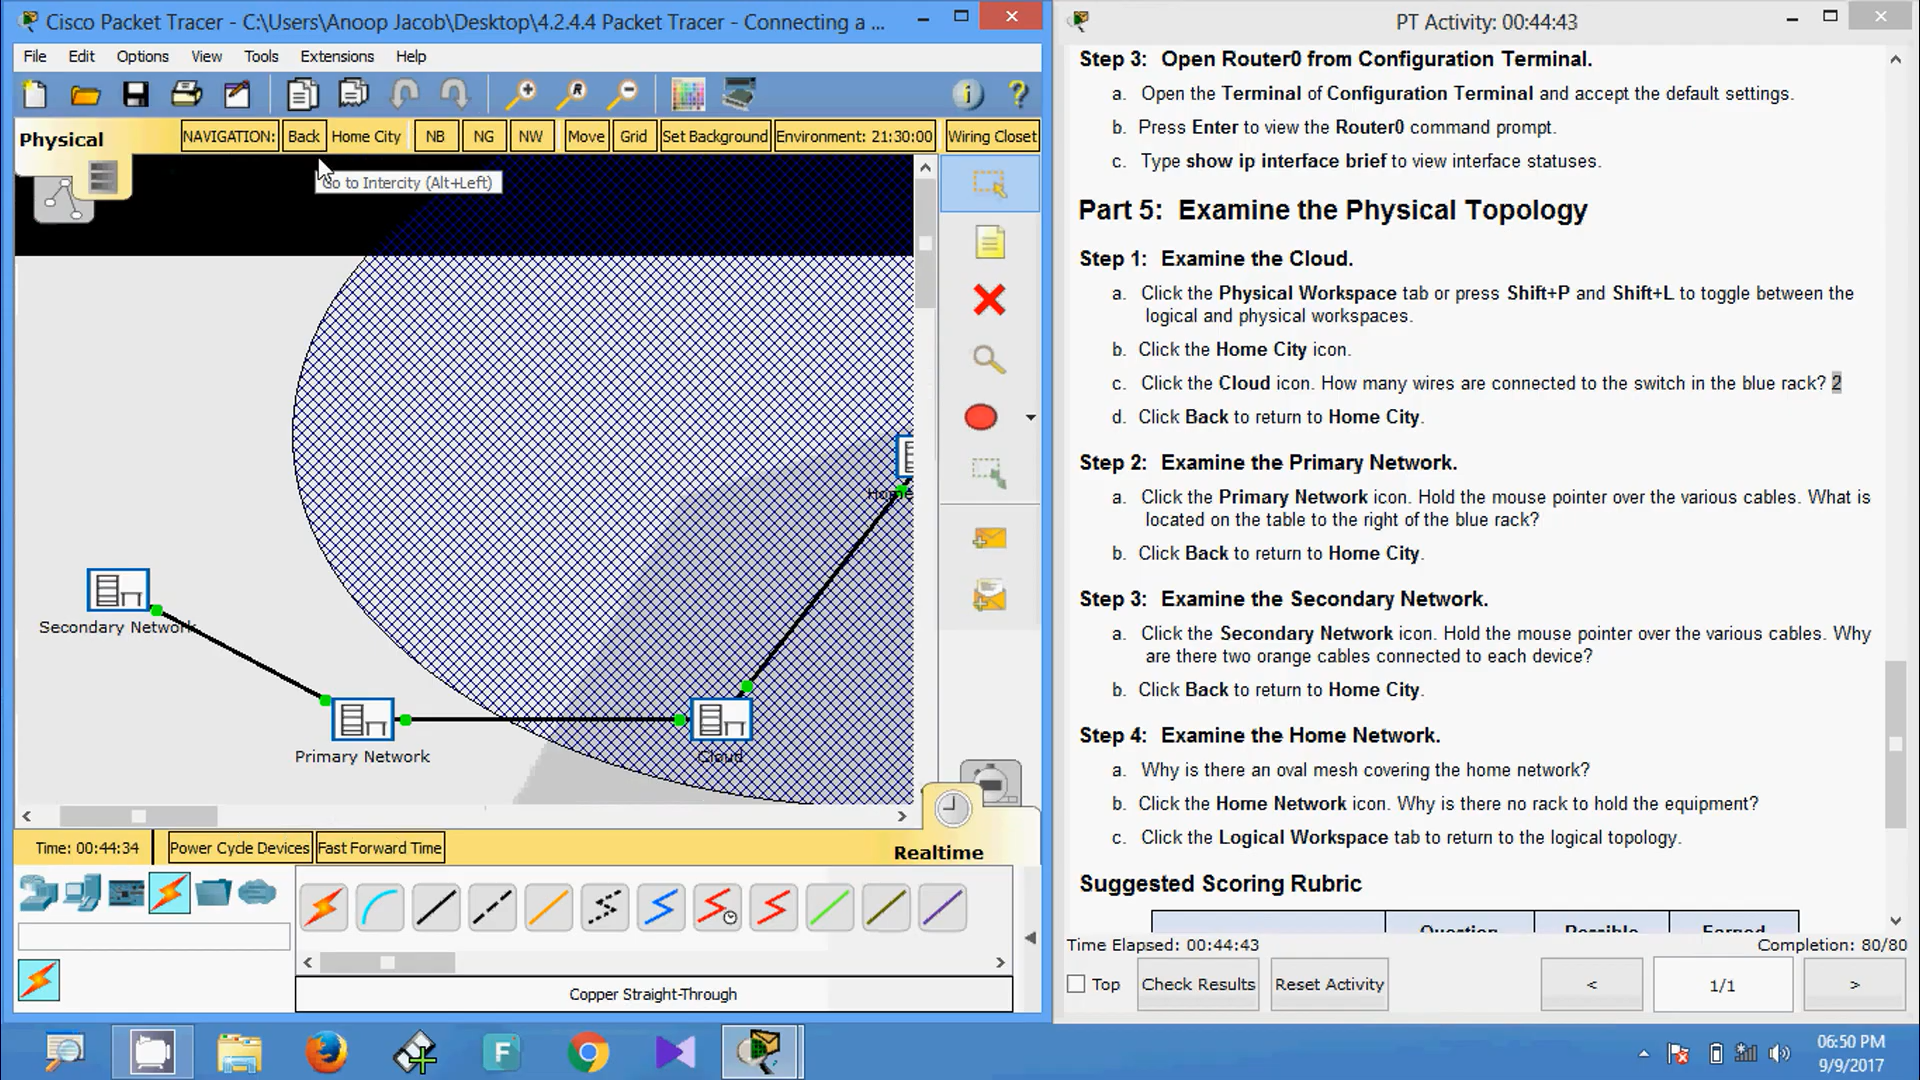 Cisco Packet Tracer - C:\Users\Anoop Jacob\Desktop\4.2.4.4 Packet Tracer - Connecting a ...
File Edit Options View Tools Extensions Help
Physical
NAVIGATION: Back Home City NB NG NW Move Grid Set Background Environment: 21:30:00 Wiring Closet
Go to Intercity (Alt+Left)
Secondary Network
Primary Network
Cloud
Home
Time: 00:44:34 Power Cycle Devices Fast Forward Time
Realtime
Copper Straight-Through
PT Activity: 00:44:43
Step 3: Open Router0 from Configuration Terminal.
a. Open the Terminal of Configuration Terminal and accept the default settings.
b. Press Enter to view the Router0 command prompt.
c. Type show ip interface brief to view interface statuses.
Part 5: Examine the Physical Topology
Step 1: Examine the Cloud.
a. Click the Physical Workspace tab or press Shift+P and Shift+L to toggle between the
logical and physical workspaces.
b. Click the Home City icon.
c. Click the Cloud icon. How many wires are connected to the switch in the blue rack? 2
d. Click Back to return to Home City.
Step 2: Examine the Primary Network.
a. Click the Primary Network icon. Hold the mouse pointer over the various cables. What is
located on the table to the right of the blue rack?
b. Click Back to return to Home City.
Step 3: Examine the Secondary Network.
a. Click the Secondary Network icon. Hold the mouse pointer over the various cables. Why
are there two orange cables connected to each device?
b. Click Back to return to Home City.
Step 4: Examine the Home Network.
a. Why is there an oval mesh covering the home network?
b. Click the Home Network icon. Why is there no rack to hold the equipment?
c. Click the Logical Workspace tab to return to the logical topology.
Suggested Scoring Rubric
Question Possible Earned
Time Elapsed: 00:44:43 Completion: 80/80
Top Check Results Reset Activity < 1/1 >
06:50 PM
9/9/2017